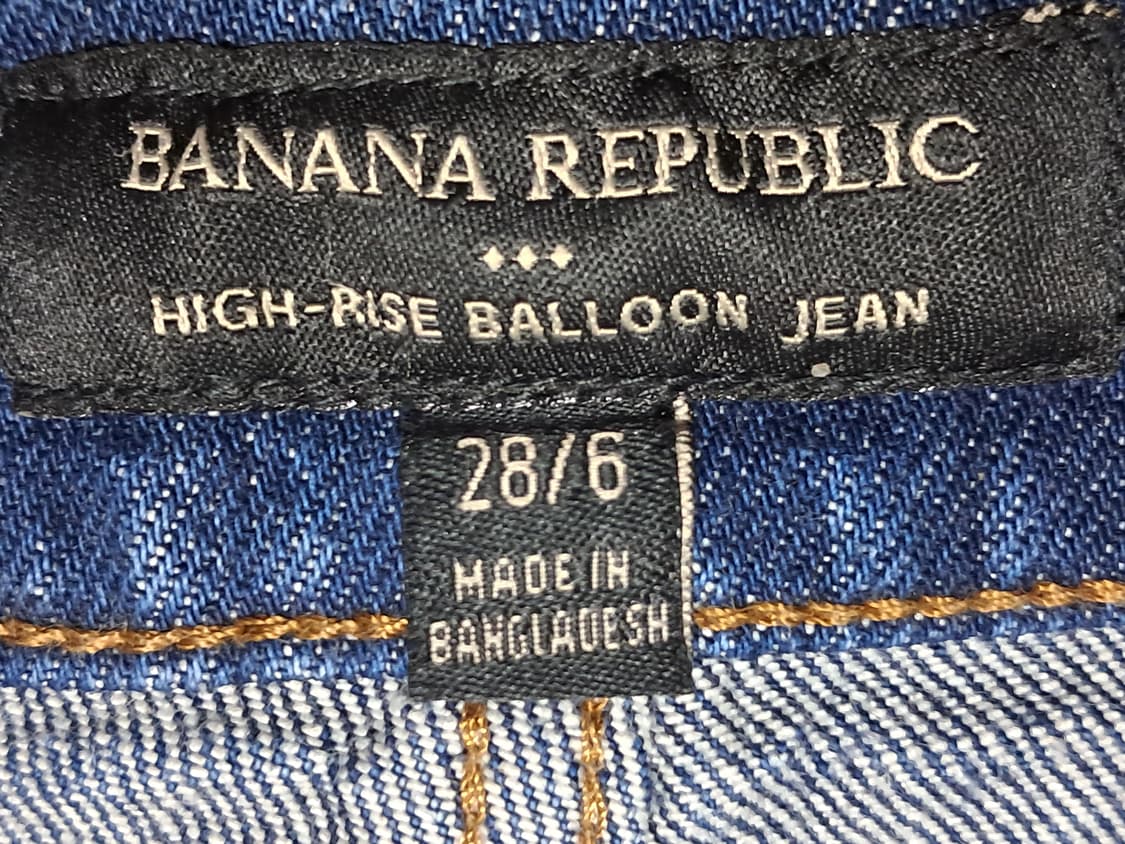 BANANA REPUBLIC
HIGH-RISE BALLOON JEAN
28/6
MADE IN
BANGLADESH